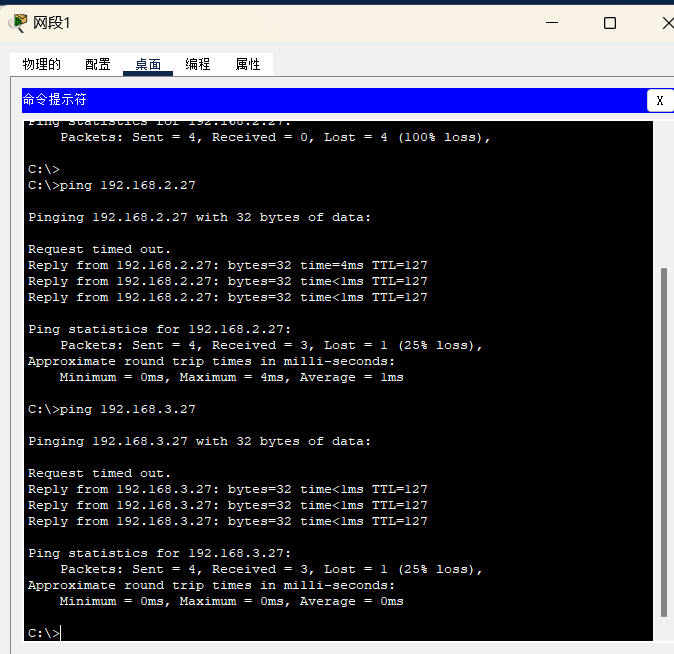 网段1
物理的 配置 桌面 编程 属性
命令提示符
X
Ping statistics for 192.168.2.27:
Packets: Sent = 4, Received = 0, Lost = 4 (100% loss),
C:\>
C:\>ping 192.168.2.27
Pinging 192.168.2.27 with 32 bytes of data:
Request timed out.
Reply from 192.168.2.27: bytes=32 time=4ms TTL=127
Reply from 192.168.2.27: bytes=32 time<1ms TTL=127
Reply from 192.168.2.27: bytes=32 time<1ms TTL=127
Ping statistics for 192.168.2.27:
Packets: Sent = 4, Received = 3, Lost = 1 (25% loss),
Approximate round trip times in milli-seconds:
Minimum = 0ms, Maximum = 4ms, Average = 1ms
C:\>ping 192.168.3.27
Pinging 192.168.3.27 with 32 bytes of data:
Request timed out.
Reply from 192.168.3.27: bytes=32 time<1ms TTL=127
Reply from 192.168.3.27: bytes=32 time<1ms TTL=127
Reply from 192.168.3.27: bytes=32 time<1ms TTL=127
Ping statistics for 192.168.3.27:
Packets: Sent = 4, Received = 3, Lost = 1 (25% loss),
Approximate round trip times in milli-seconds:
Minimum = 0ms, Maximum = 0ms, Average = 0ms
C:\>